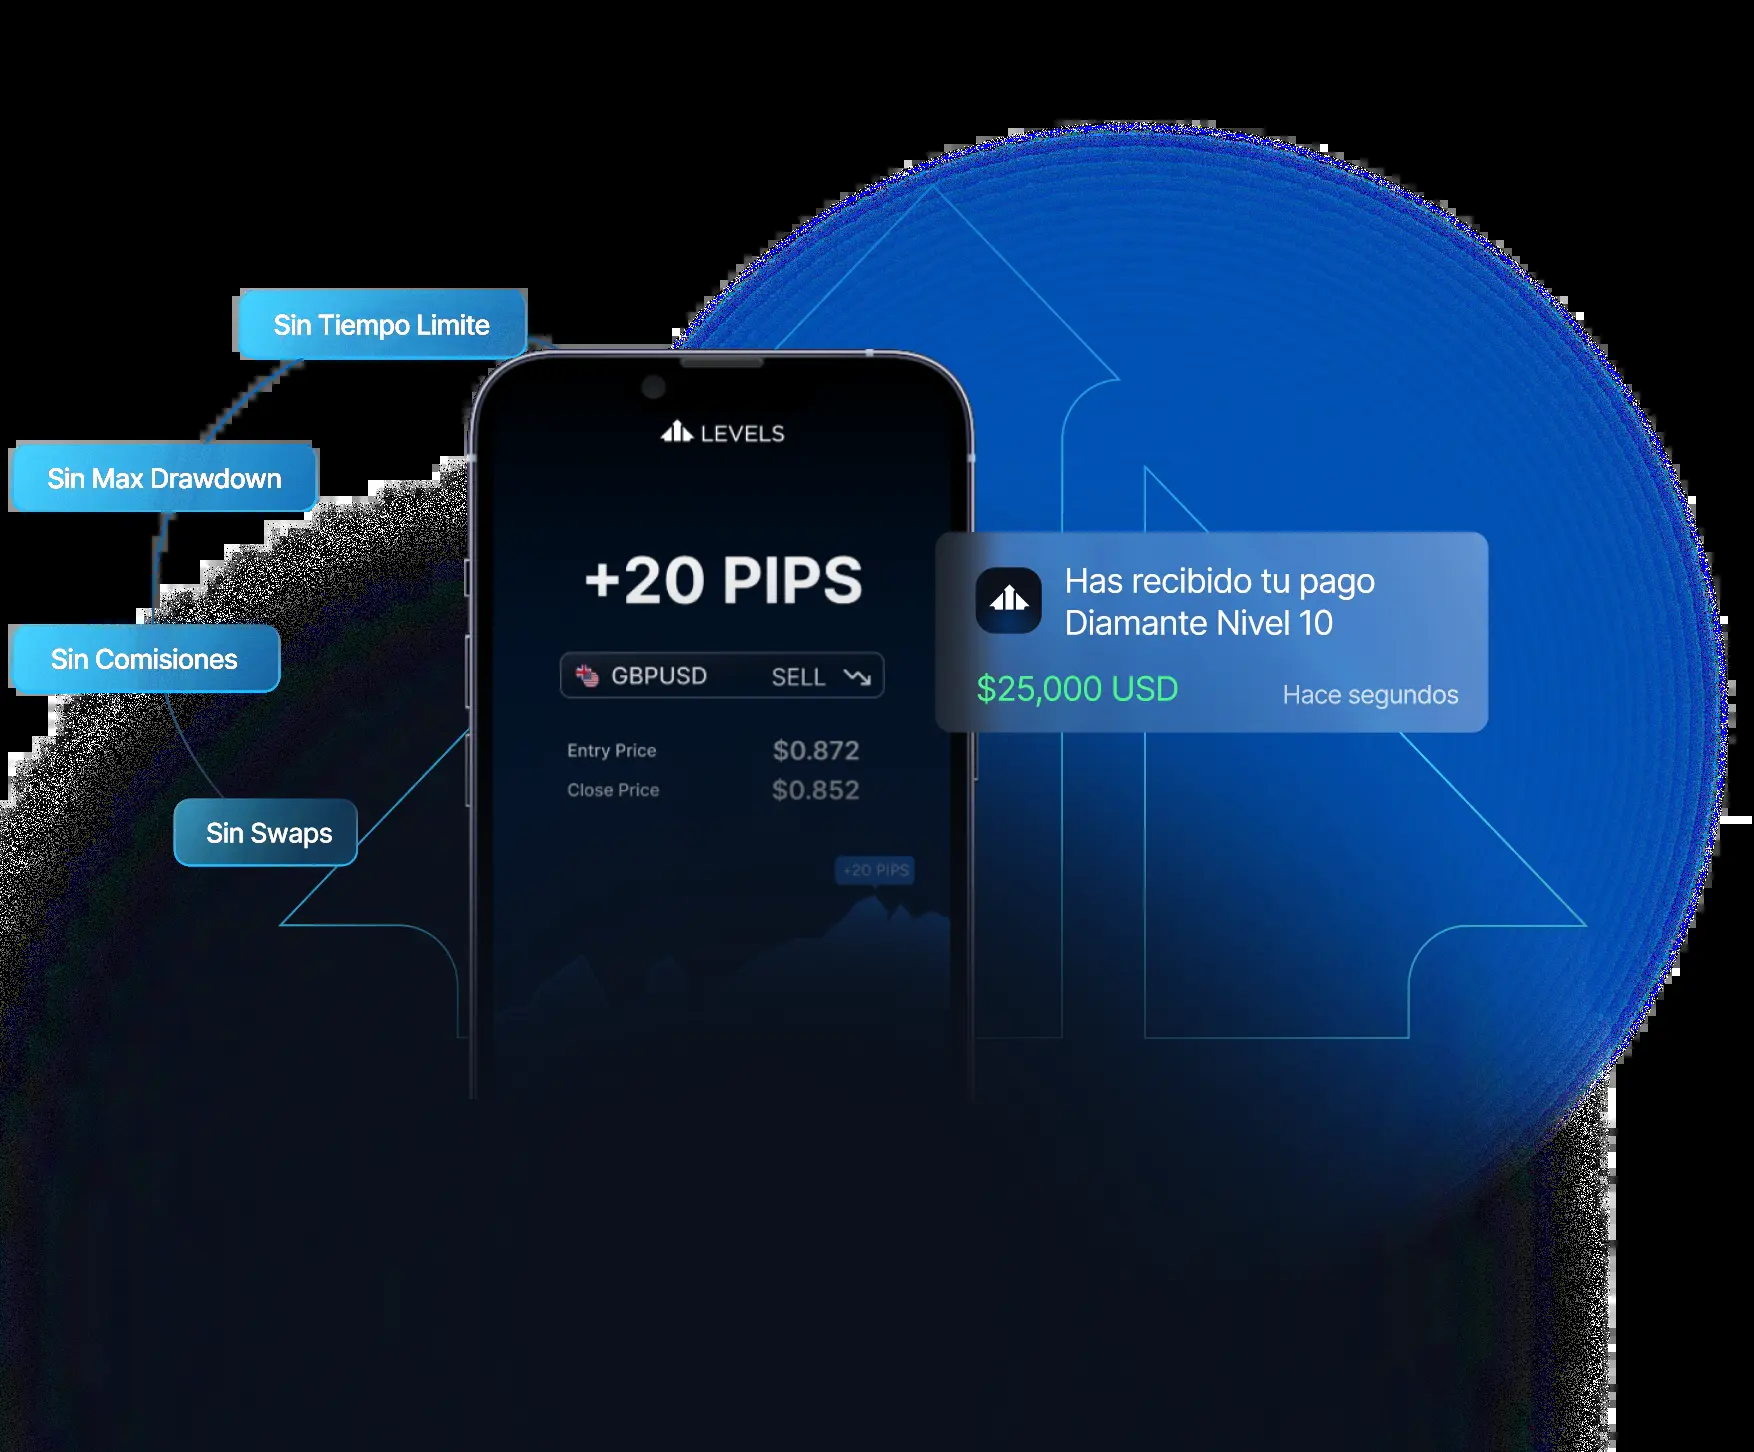 Sin Tiempo Limite
Sin Max Drawdown
Sin Comisiones
Sin Swaps
LEVELS
+20 PIPS
GBPUSD SELL
Entry Price $0.872
Close Price $0.852
+20 PIPS
Has recibido tu pago
Diamante Nivel 10
$25,000 USD Hace segundos